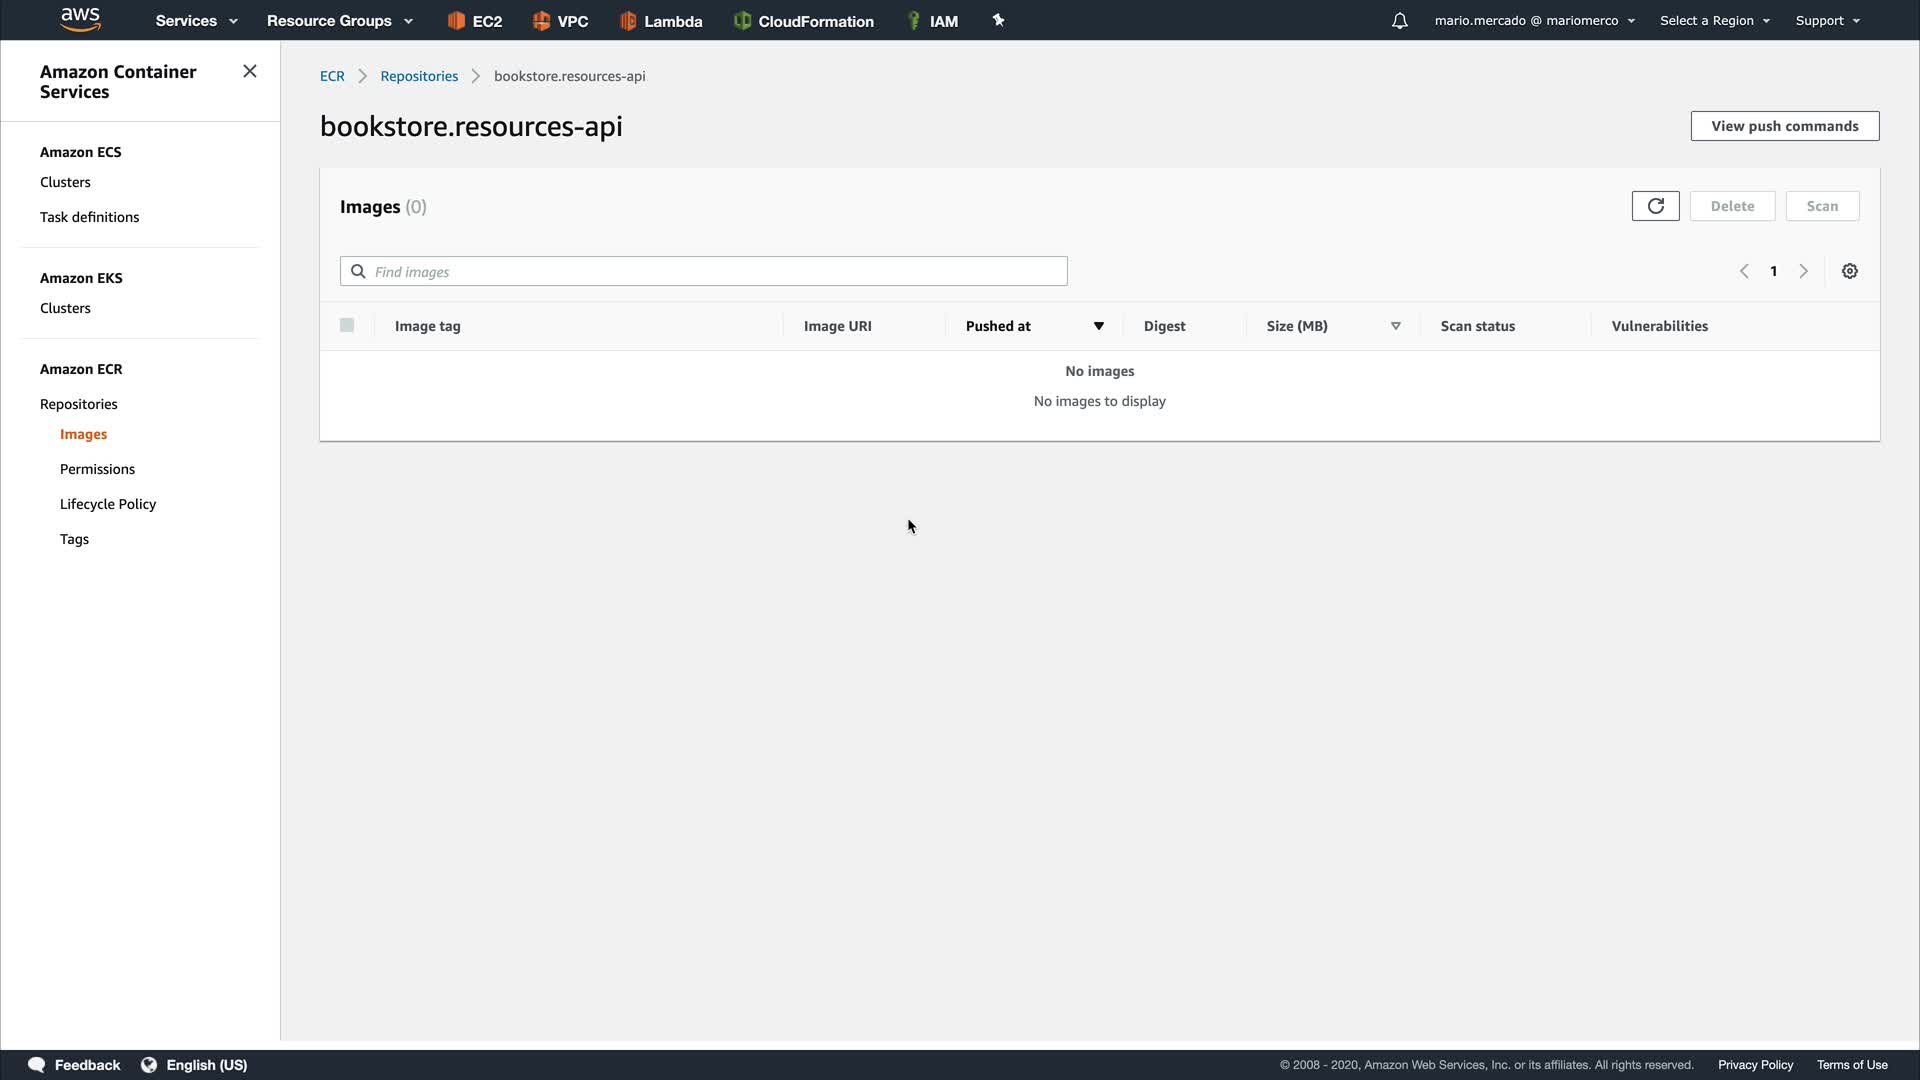 aws Services Resource Groups EC2 VPC Lambda CloudFormation IAM mario.mercado @ mariomerco Select a Region Support
Amazon Container
Services
Amazon ECS
Clusters
Task definitions
Amazon EKS
Clusters
Amazon ECR
Repositories
Images
Permissions
Lifecycle Policy
Tags
ECR Repositories bookstore.resources-api
bookstore.resources-api
View push commands
Images (0)
Delete Scan
Find images
1
Image tag Image URI Pushed at Digest Size (MB) Scan status Vulnerabilities
No images
No images to display
Feedback English (US) © 2008 - 2020, Amazon Web Services, Inc. or its affiliates. All rights reserved. Privacy Policy Terms of Use